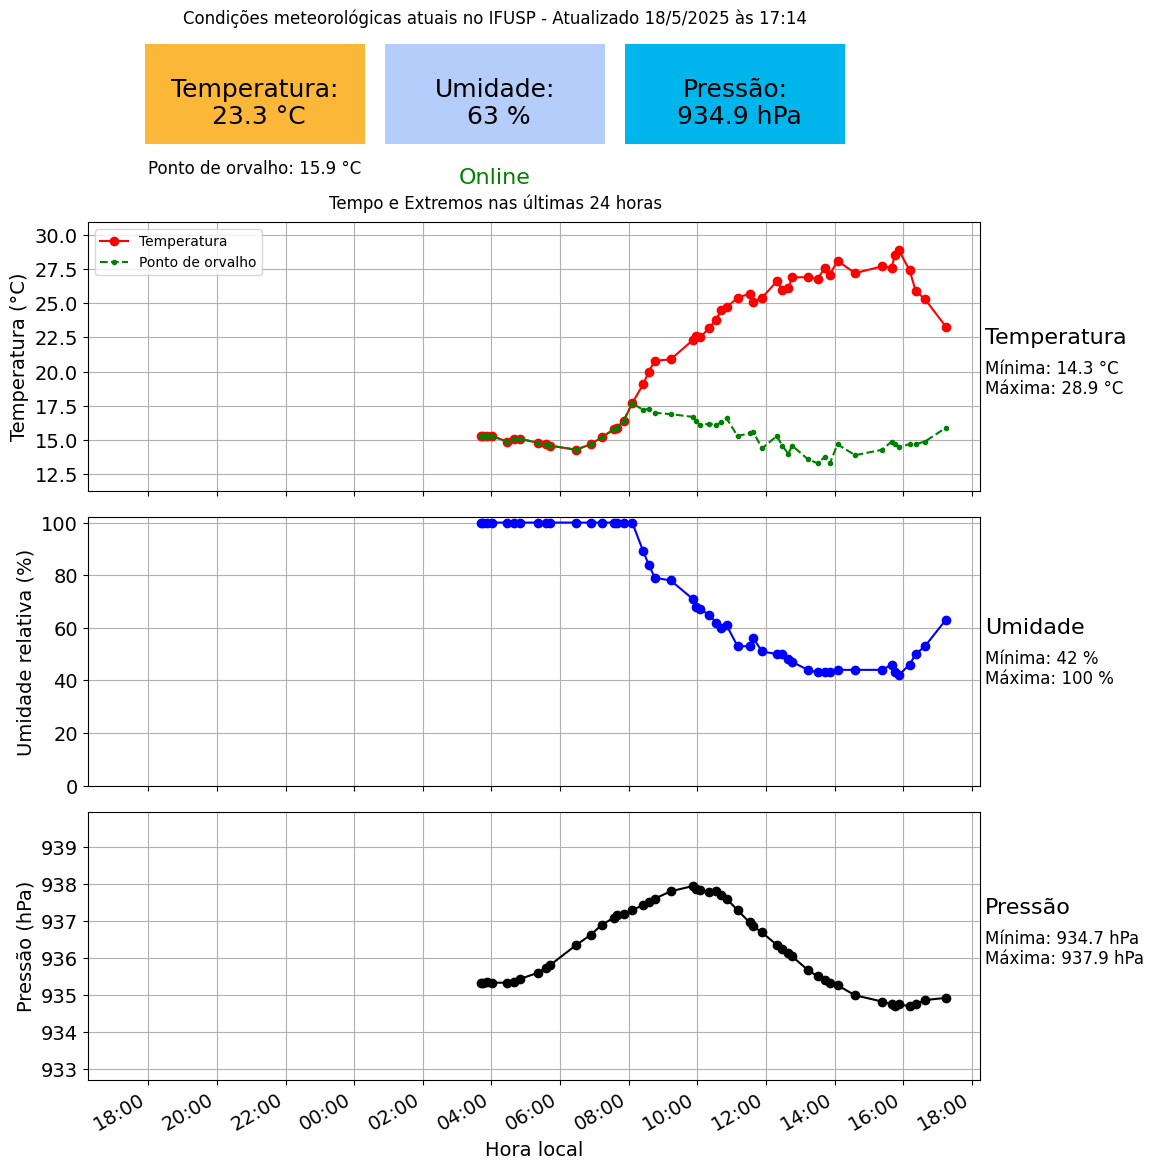 Condições meteorológicas atuais no IFUSP - Atualizado 18/5/2025 às 17:14
Temperatura:
23.3 °C
Umidade:
63 %
Pressão:
934.9 hPa
Ponto de orvalho: 15.9 °C
Online
Tempo e Extremos nas últimas 24 horas
Temperatura (°C)
30.0
27.5
25.0
22.5
20.0
17.5
15.0
12.5
Temperatura
Ponto de orvalho
Temperatura
Mínima: 14.3 °C
Máxima: 28.9 °C
Umidade relativa (%)
100
80
60
40
20
0
Umidade
Mínima: 42 %
Máxima: 100 %
Pressão (hPa)
939
938
937
936
935
934
933
Pressão
Mínima: 934.7 hPa
Máxima: 937.9 hPa
18:00
20:00
22:00
00:00
02:00
04:00
06:00
08:00
10:00
12:00
14:00
16:00
18:00
Hora local